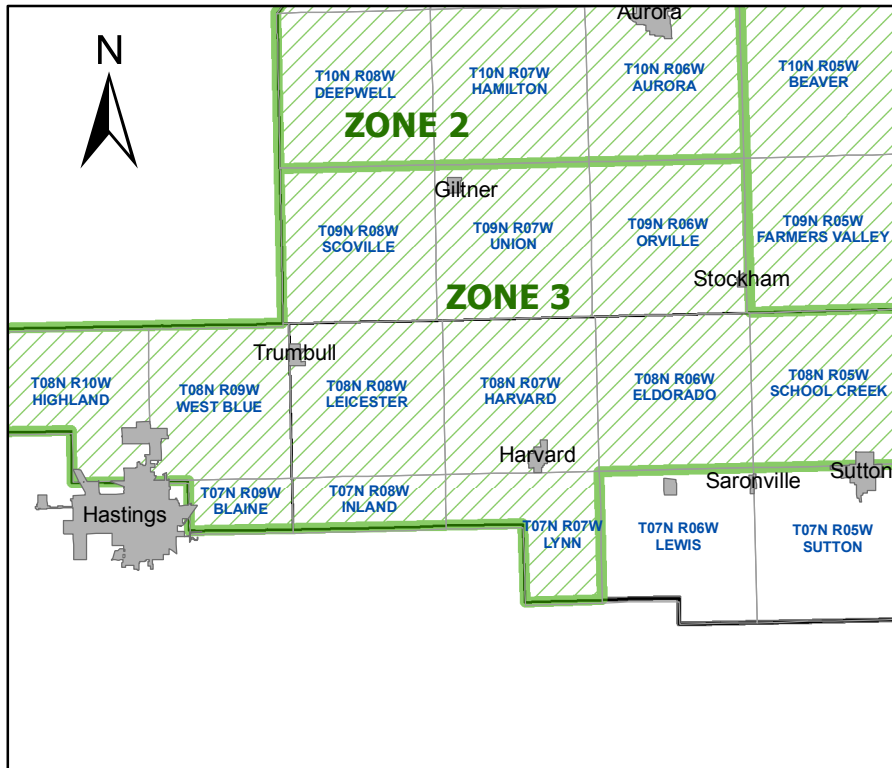 Aurora
N
T10N R08W
DEEPWELL
T10N R07W
HAMILTON
T10N R06W
AURORA
T10N R05W
BEAVER
ZONE 2
Giltner
T09N R08W
SCOVILLE
T09N R07W
UNION
T09N R06W
ORVILLE
T09N R05W
FARMERS VALLEY
Stockham
ZONE 3
Trumbull
T08N R10W
HIGHLAND
T08N R09W
WEST BLUE
T08N R08W
LEICESTER
T08N R07W
HARVARD
T08N R06W
ELDORADO
T08N R05W
SCHOOL CREEK
Harvard
Saronville
Sutton
Hastings
T07N R09W
BLAINE
T07N R08W
INLAND
T07N R07W
LYNN
T07N R06W
LEWIS
T07N R05W
SUTTON